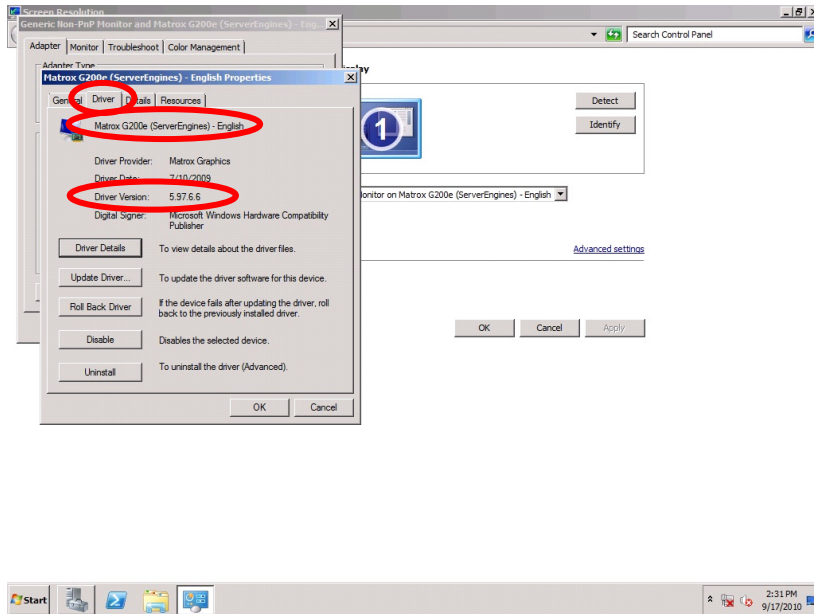 Screen Resolution
Generic Non-PnP Monitor and Matrox G200e (ServerEngines) - Eng...
Search Control Panel
Adapter Monitor Troubleshoot Color Management
Adapter Type
Matrox G200e (ServerEngines) - English Properties
General Driver Details Resources
Matrox G200e (ServerEngines) - English
Driver Provider: Matrox Graphics
Driver Date: 7/10/2009
Driver Version: 5.97.6.6
Digital Signer: Microsoft Windows Hardware Compatibility
Publisher
Driver Details To view details about the driver files.
Update Driver... To update the driver software for this device.
Roll Back Driver If the device fails after updating the driver, roll
back to the previously installed driver.
Disable Disables the selected device.
Uninstall To uninstall the driver (Advanced).
OK Cancel
1
Detect
Identify
on Matrox G200e (ServerEngines) - English
Advanced settings
OK Cancel Apply
Start
2:31 PM
9/17/2010